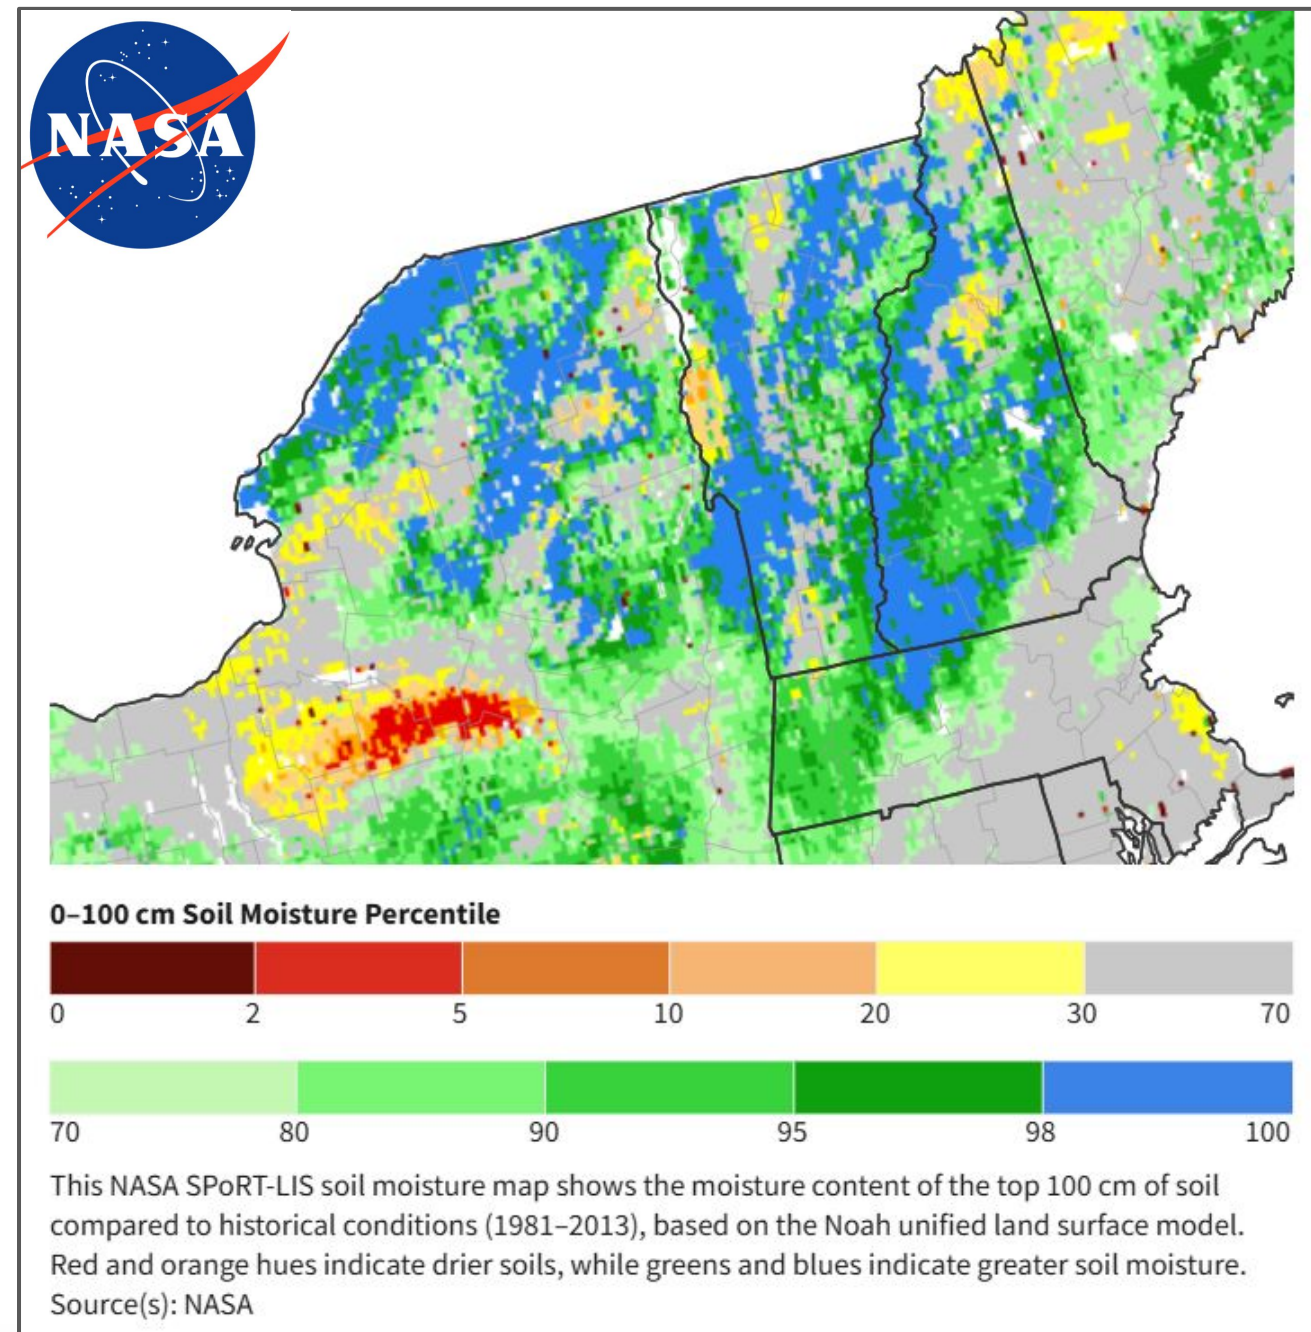 NASA
0–100 cm Soil Moisture Percentile
0 2 5 10 20 30 70
70 80 90 95 98 100
This NASA SPoRT-LIS soil moisture map shows the moisture content of the top 100 cm of soil
compared to historical conditions (1981–2013), based on the Noah unified land surface model.
Red and orange hues indicate drier soils, while greens and blues indicate greater soil moisture.
Source(s): NASA